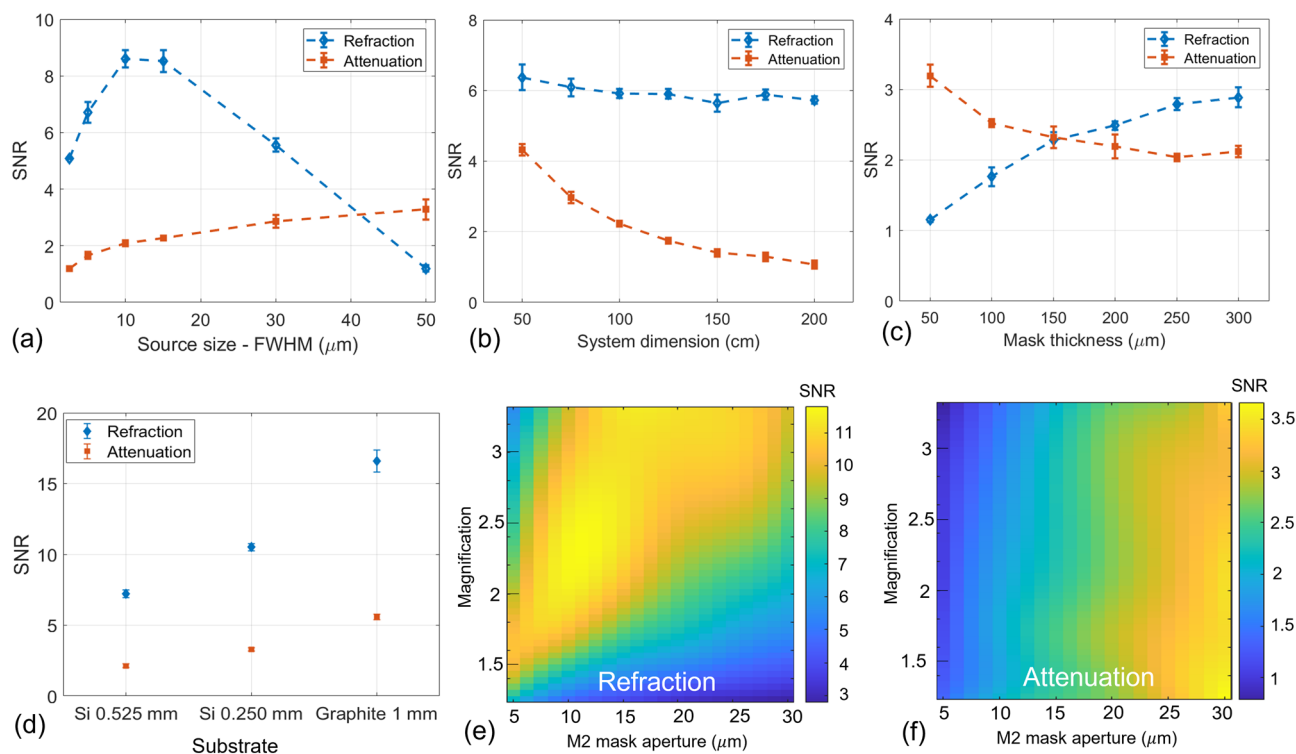 10
8
6
4
2
0
SNR
Refraction
Attenuation
10
20
30
40
50
(a)
Source size - FWHM (μm)
8
6
4
2
0
SNR
Refraction
Attenuation
50
75
100
125
150
175
200
(b)
System dimension (cm)
4
3
2
1
0
SNR
Refraction
Attenuation
50
100
150
200
250
300
(c)
Mask thickness (μm)
20
15
10
5
0
SNR
Refraction
Attenuation
Si 0.525 mm
Si 0.250 mm
Graphite 1 mm
(d)
Substrate
SNR
3
2.5
2
1.5
Magnification
Refraction
5
10
15
20
25
30
11
10
9
8
7
6
5
4
3
(e)
M2 mask aperture (μm)
SNR
3
2.5
2
1.5
Magnification
Attenuation
5
10
15
20
25
30
3.5
3
2.5
2
1.5
1
(f)
M2 mask aperture (μm)